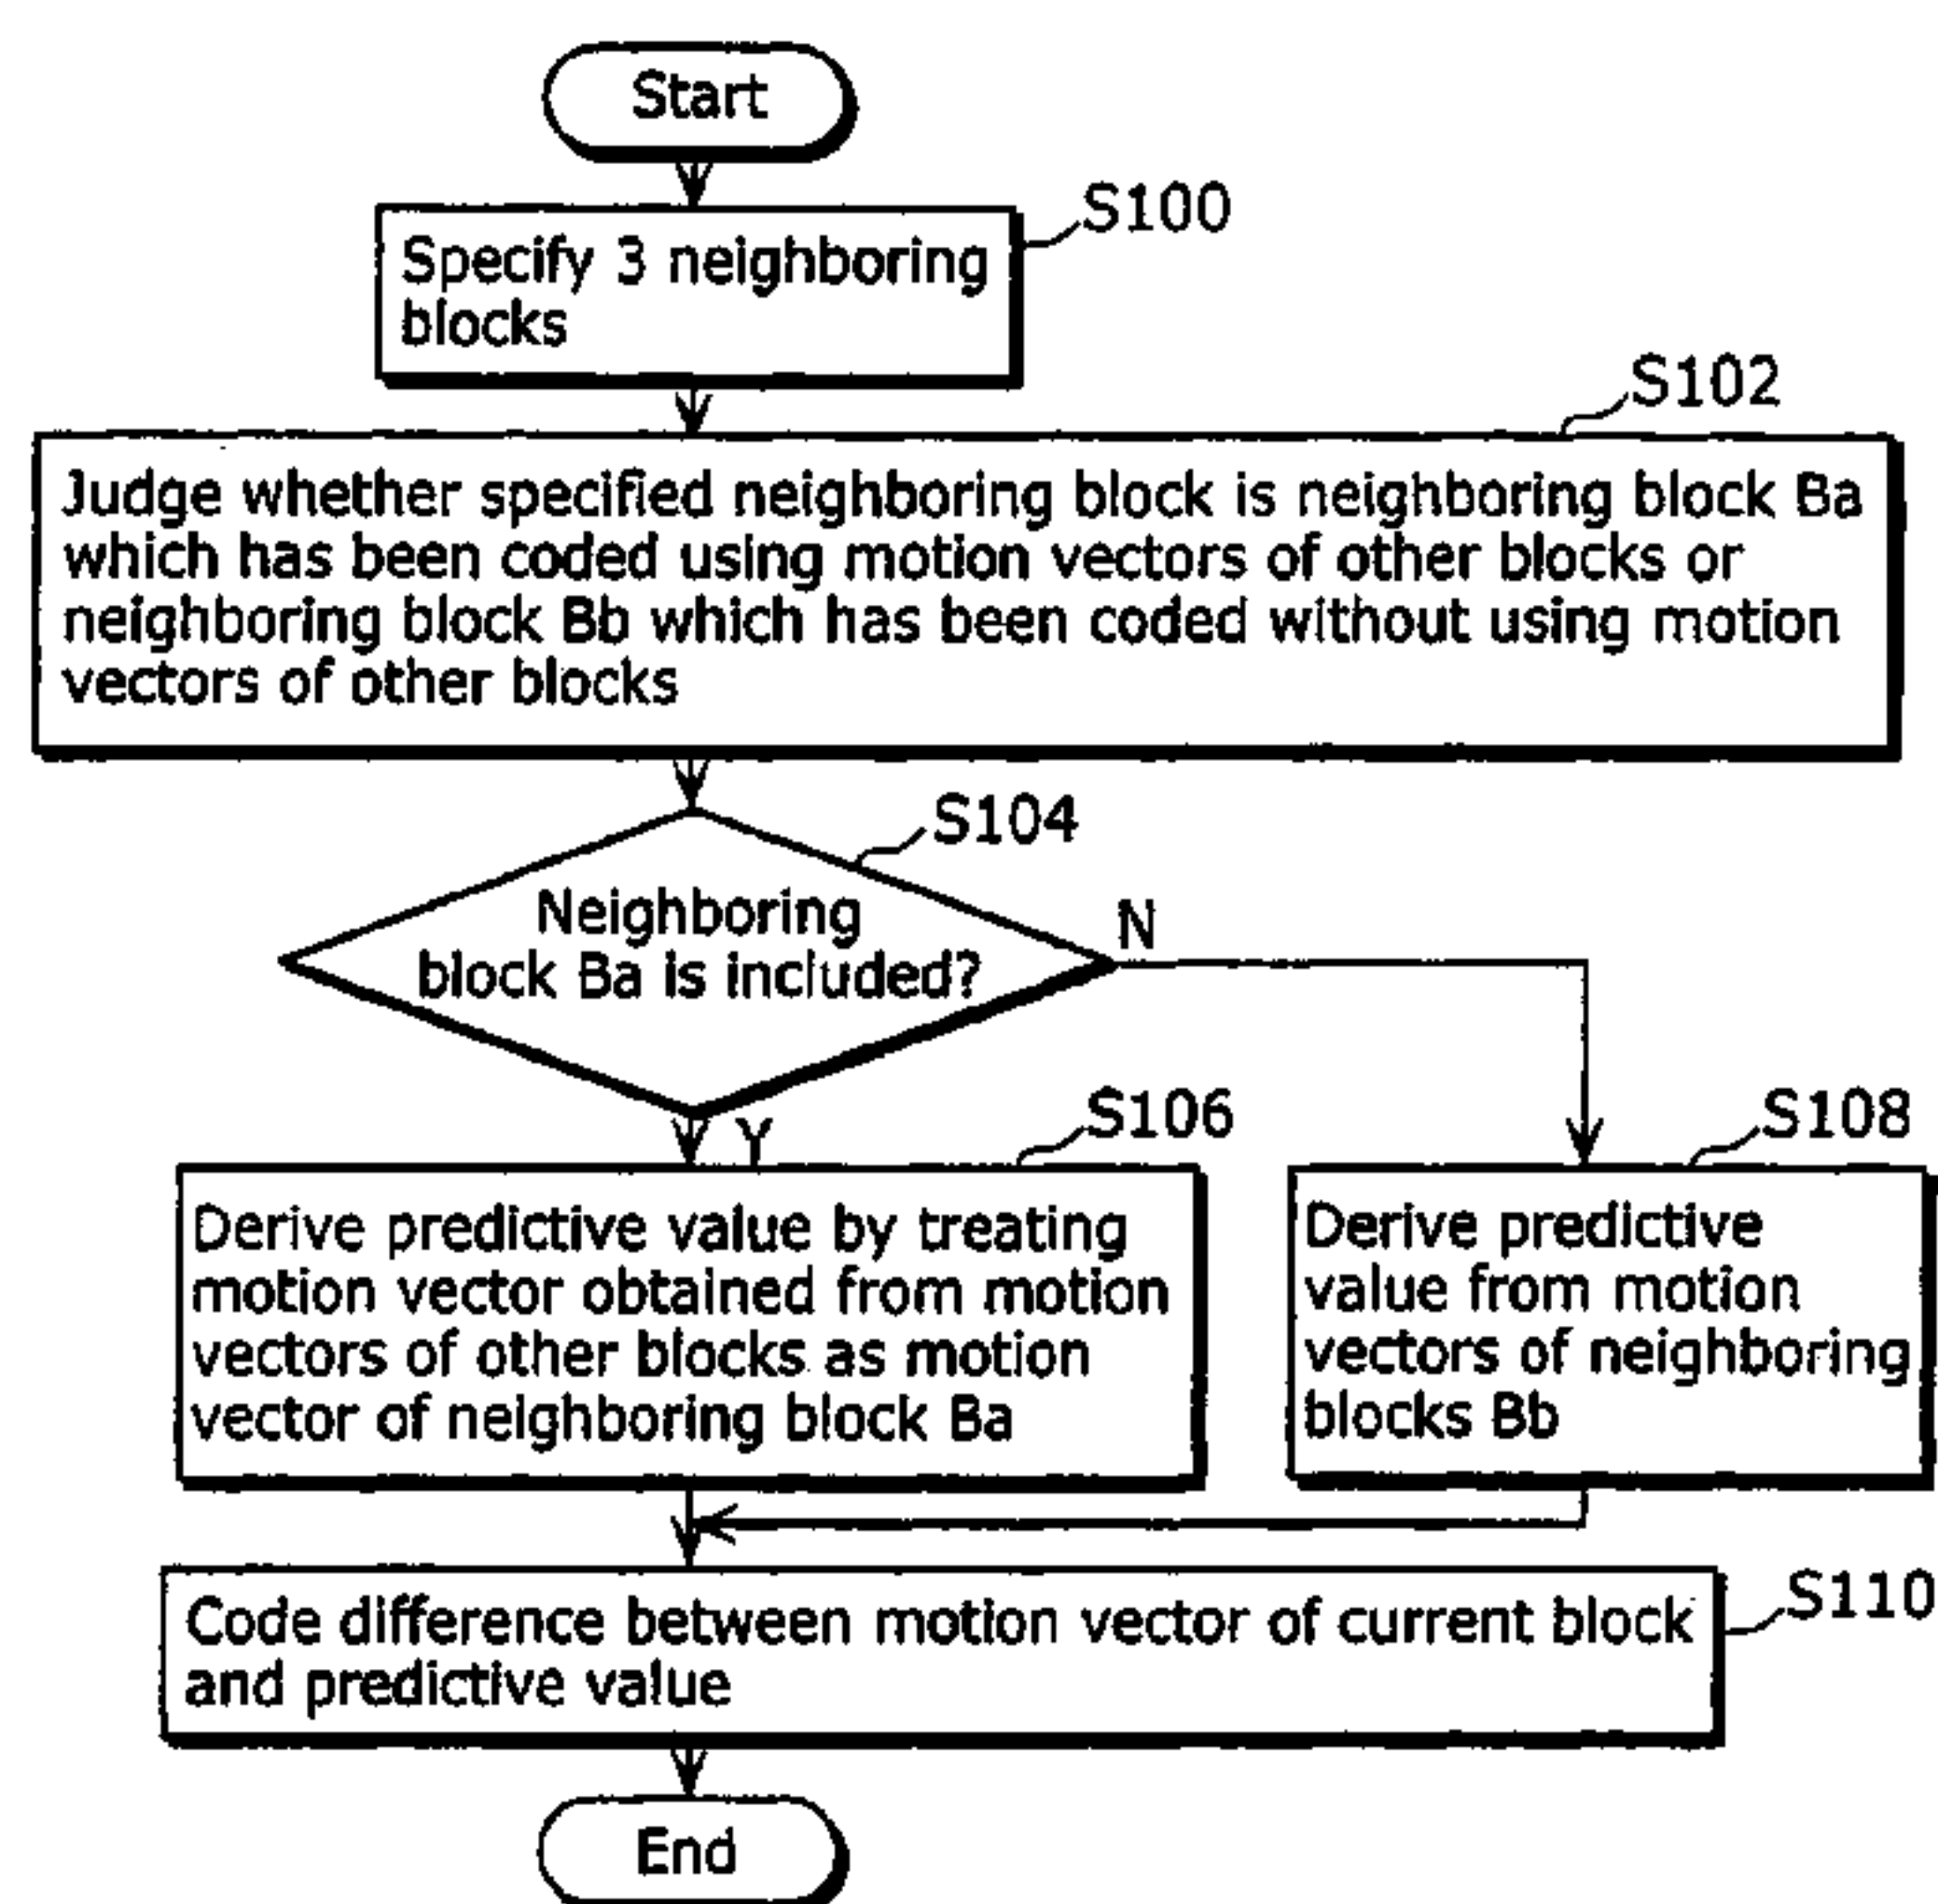 Start
S100
Specify 3 neighboring
blocks
S102
Judge whether specified neighboring block is neighboring block Ba
which has been coded using motion vectors of other blocks or
neighboring block Bb which has been coded without using motion
vectors of other blocks
S104
Neighboring
block Ba is included?
N
Y
S106
Derive predictive value by treating
motion vector obtained from motion
vectors of other blocks as motion
vector of neighboring block Ba
S108
Derive predictive
value from motion
vectors of neighboring
blocks Bb
S110
Code difference between motion vector of current block
and predictive value
End